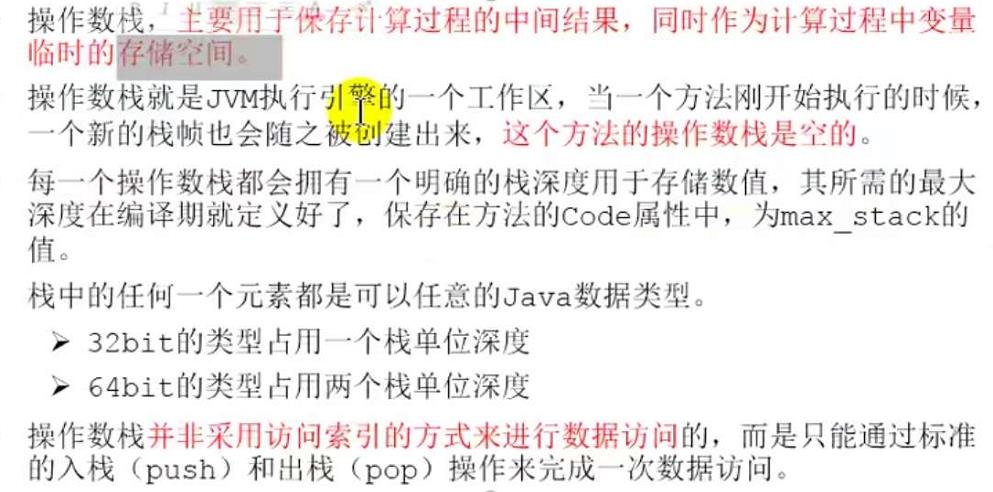 操作数栈，主要用于保存计算过程的中间结果，同时作为计算过程中变量
临时的存储空间。
操作数栈就是JVM执行引擎的一个工作区，当一个方法刚开始执行的时候，
一个新的栈帧也会随之被创建出来，这个方法的操作数栈是空的。
每一个操作数栈都会拥有一个明确的栈深度用于存储数值，其所需的最大
深度在编译期就定义好了，保存在方法的Code属性中，为max_stack的
值。
栈中的任何一个元素都是可以任意的Java数据类型。
➢ 32bit的类型占用一个栈单位深度
➢ 64bit的类型占用两个栈单位深度
操作数栈并非采用访问索引的方式来进行数据访问的，而是只能通过标准
的入栈（push）和出栈（pop）操作来完成一次数据访问。